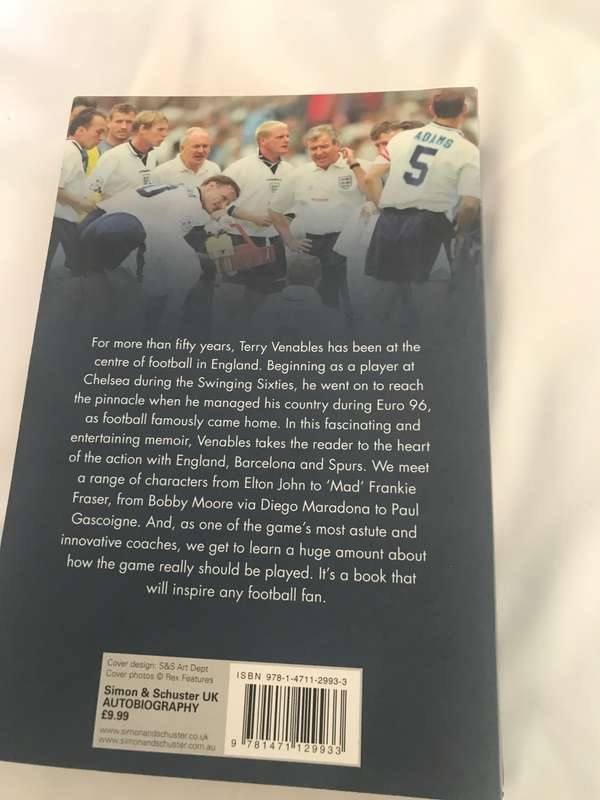 ADAMS
5
For more than fifty years, Terry Venables has been at the
centre of football in England. Beginning as a player at
Chelsea during the Swinging Sixties, he went on to reach
the pinnacle when he managed his country during Euro 96,
as football famously came home. In this fascinating and
entertaining memoir, Venables takes the reader to the heart
of the action with England, Barcelona and Spurs. We meet
a range of characters from Elton John to ‘Mad’ Frankie
Fraser, from Bobby Moore via Diego Maradona to Paul
Gascoigne. And, as one of the game’s most astute and
innovative coaches, we get to learn a huge amount about
how the game really should be played. It’s a book that
will inspire any football fan.
Cover design: S&S Art Dept
Cover photos © Rex Features
Simon & Schuster UK
AUTOBIOGRAPHY
£9.99
www.simonandschuster.co.uk
www.simonandschuster.com.au
ISBN 978-1-4711-2993-3
9 781471 129933